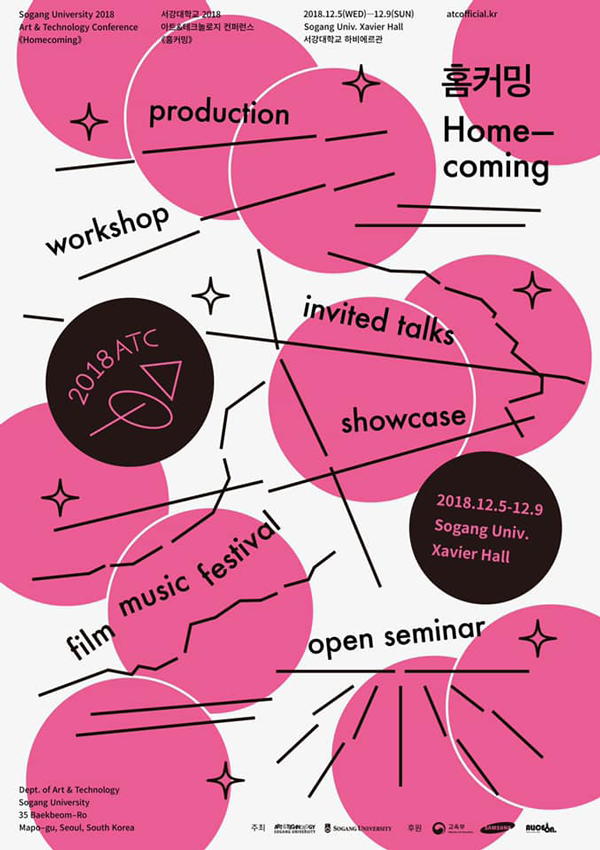 Sogang University 2018
Art & Technology Conference
《Homecoming》
서강대학교 2018
아트&테크놀로지 컨퍼런스
《홈커밍》
2018.12.5(WED)—12.9(SUN)
Sogang Univ. Xavier Hall
서강대학교 하비에르관
atcofficial.kr
홈커밍
Home—
coming
production
workshop
invited talks
2018 ATC
showcase
2018.12.5-12.9
Sogang Univ.
Xavier Hall
film music festival
open seminar
Dept. of Art & Technology
Sogang University
35 Baekbeom-Ro
Mapo-gu, Seoul, South Korea
주최
SOGANG UNIVERSITY
SOGANG UNIVERSITY
후원
교육부
SAMSUNG